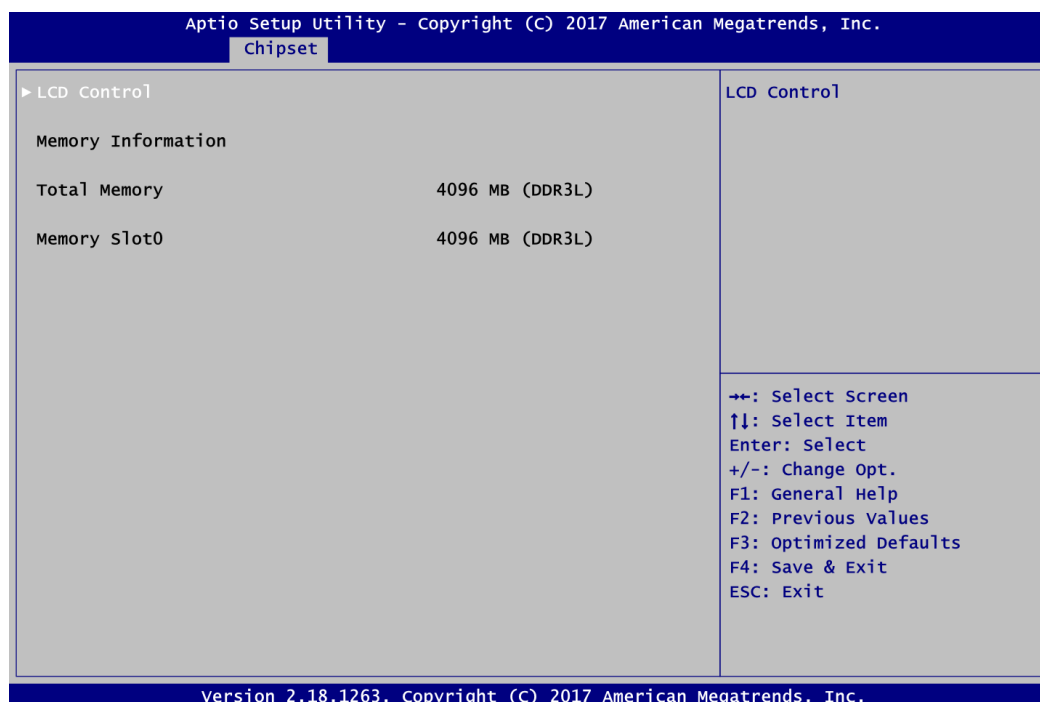 Aptio Setup Utility - Copyright (C) 2017 American Megatrends, Inc.
Chipset
►LCD Control
Memory Information
Total Memory 4096 MB (DDR3L)
Memory Slot0 4096 MB (DDR3L)
LCD Control
→←: Select Screen
↑↓: Select Item
Enter: Select
+/-: Change Opt.
F1: General Help
F2: Previous Values
F3: Optimized Defaults
F4: Save & Exit
ESC: Exit
Version 2.18.1263. Copyright (C) 2017 American Megatrends, Inc.